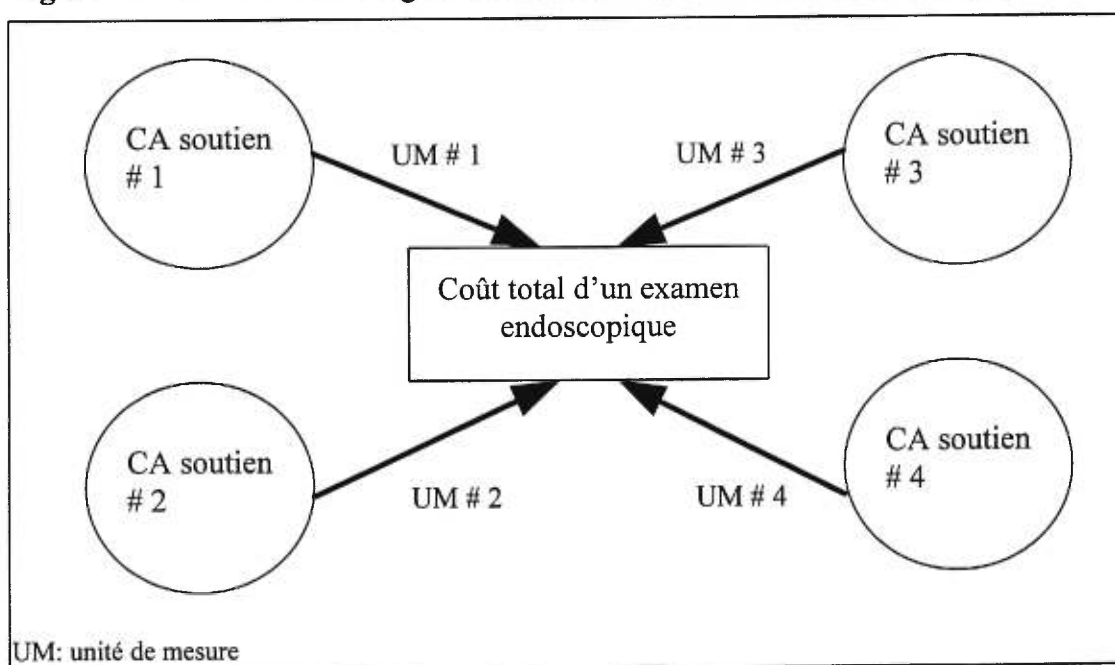 CA soutien
# 1
UM # 1
UM # 3
CA soutien
# 3
Coût total d'un examen
endoscopique
CA soutien
# 2
UM # 2
UM # 4
CA soutien
# 4
UM: unité de mesure